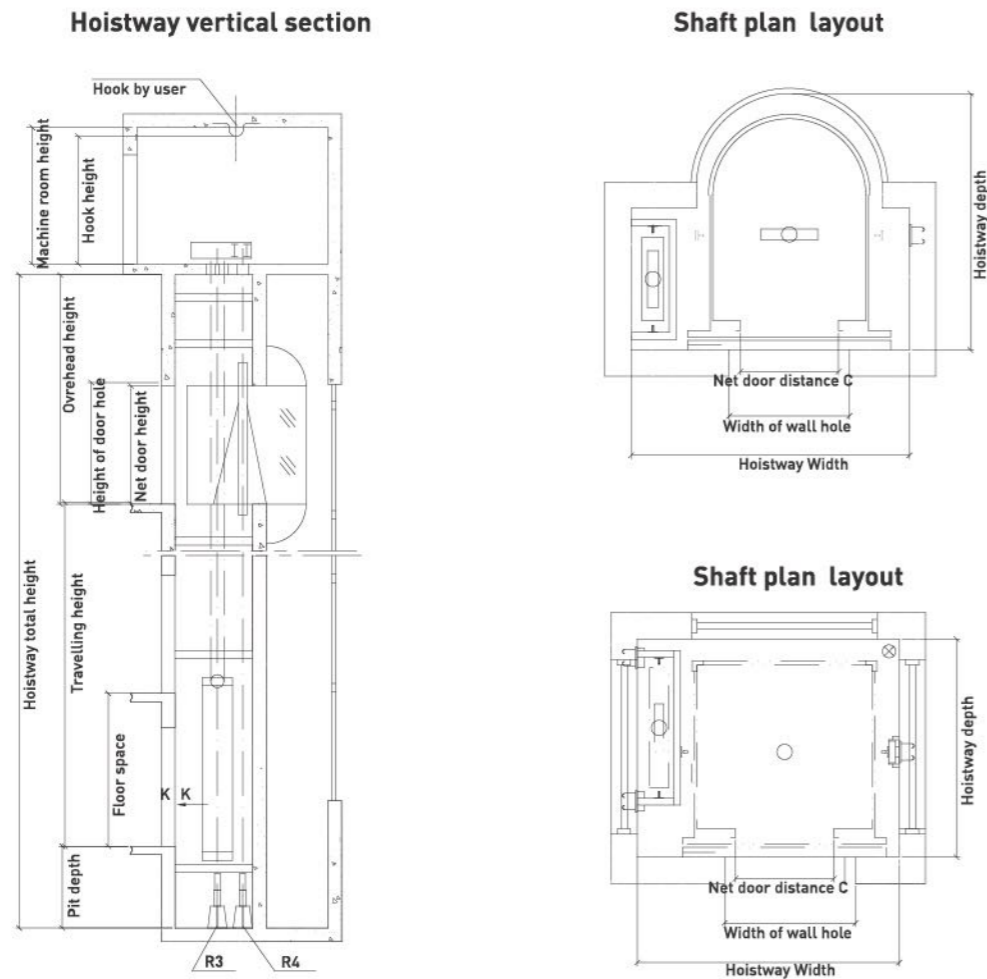 Hoistway vertical section
Hook by user
Machine room height
Hook height
Ovrehead height
Height of door hole
Net door height
Hoistway total height
Travelling height
Floor space
K K
Pit depth
R3 R4
Shaft plan layout
Hoistway depth
Net door distance C
Width of wall hole
Hoistway Width
Shaft plan layout
Hoistway depth
Net door distance C
Width of wall hole
Hoistway Width